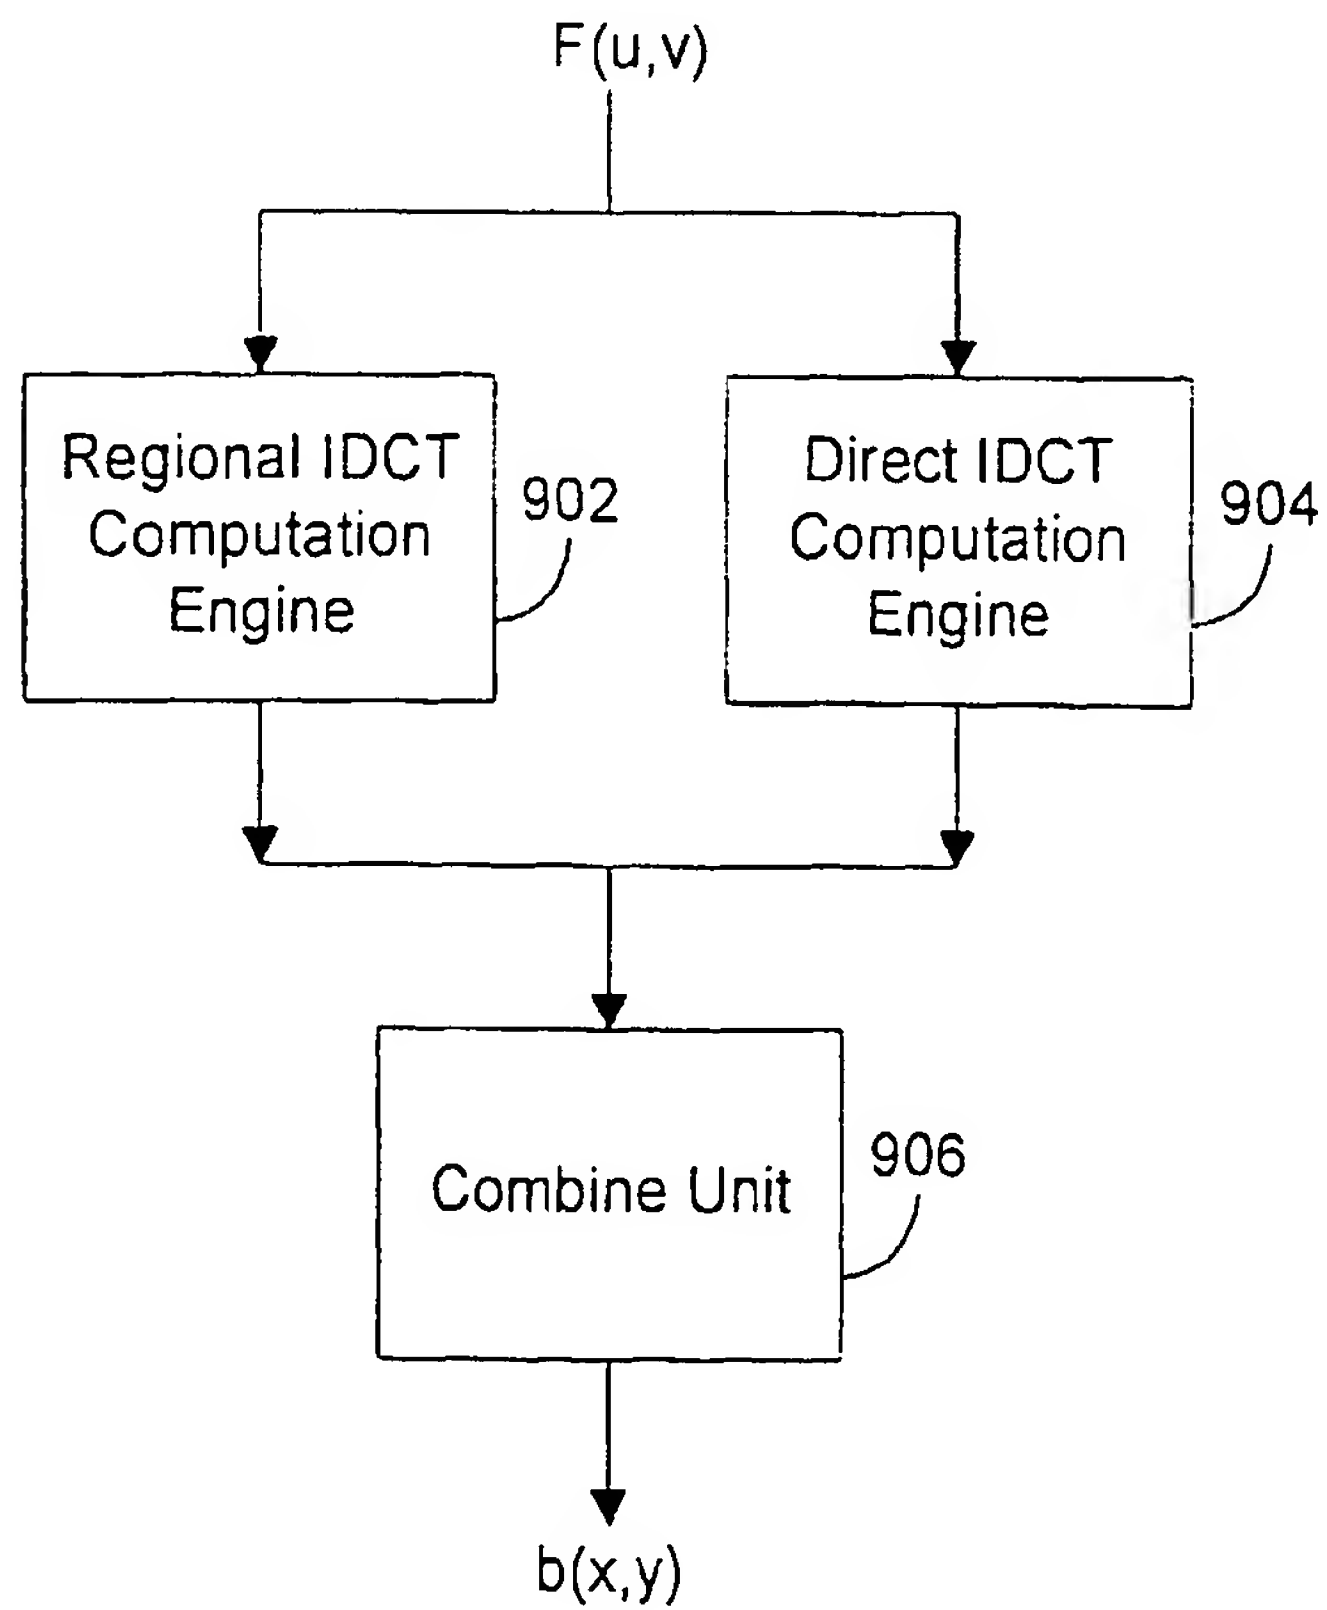 F(u,v)
Regional IDCT
Computation
Engine
902
Direct IDCT
Computation
Engine
904
Combine Unit
906
b(x,y)